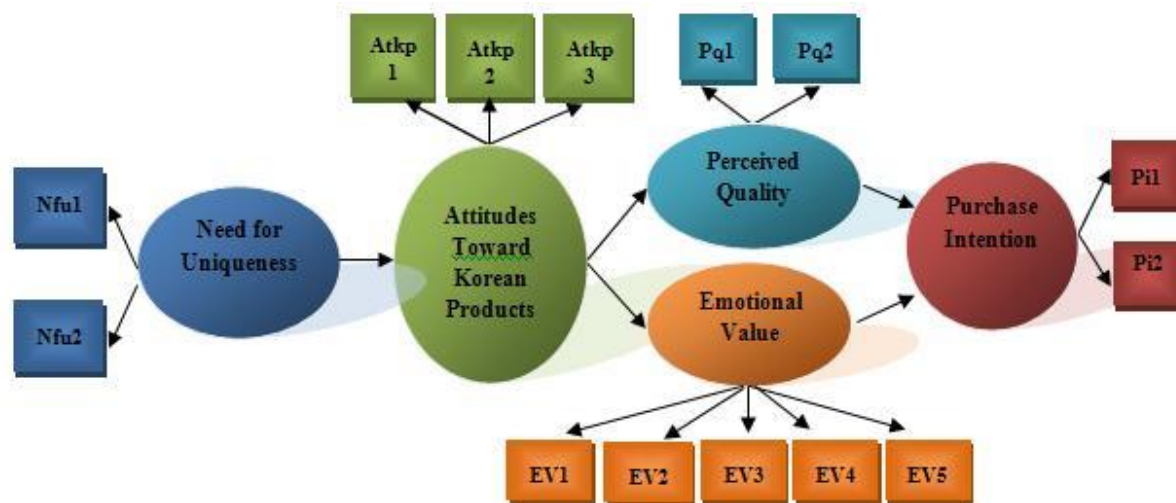 Atkp
1
Atkp
2
Atkp
3
Pq1
Pq2
Nfu1
Nfu2
Need for
Uniqueness
Attitudes
Toward
Korean
Products
Perceived
Quality
Emotional
Value
Purchase
Intention
Pi1
Pi2
EV1
EV2
EV3
EV4
EV5